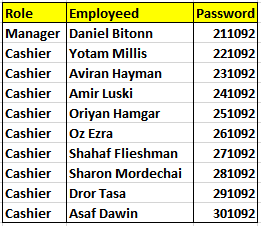 Role Employeed Password
Manager Daniel Bitonn 211092
Cashier Yotam Millis 221092
Cashier Aviran Hayman 231092
Cashier Amir Luski 241092
Cashier Oriyan Hamgar 251092
Cashier Oz Ezra 261092
Cashier Shahaf Flieshman 271092
Cashier Sharon Mordechai 281092
Cashier Dror Tasa 291092
Cashier Asaf Dawin 301092